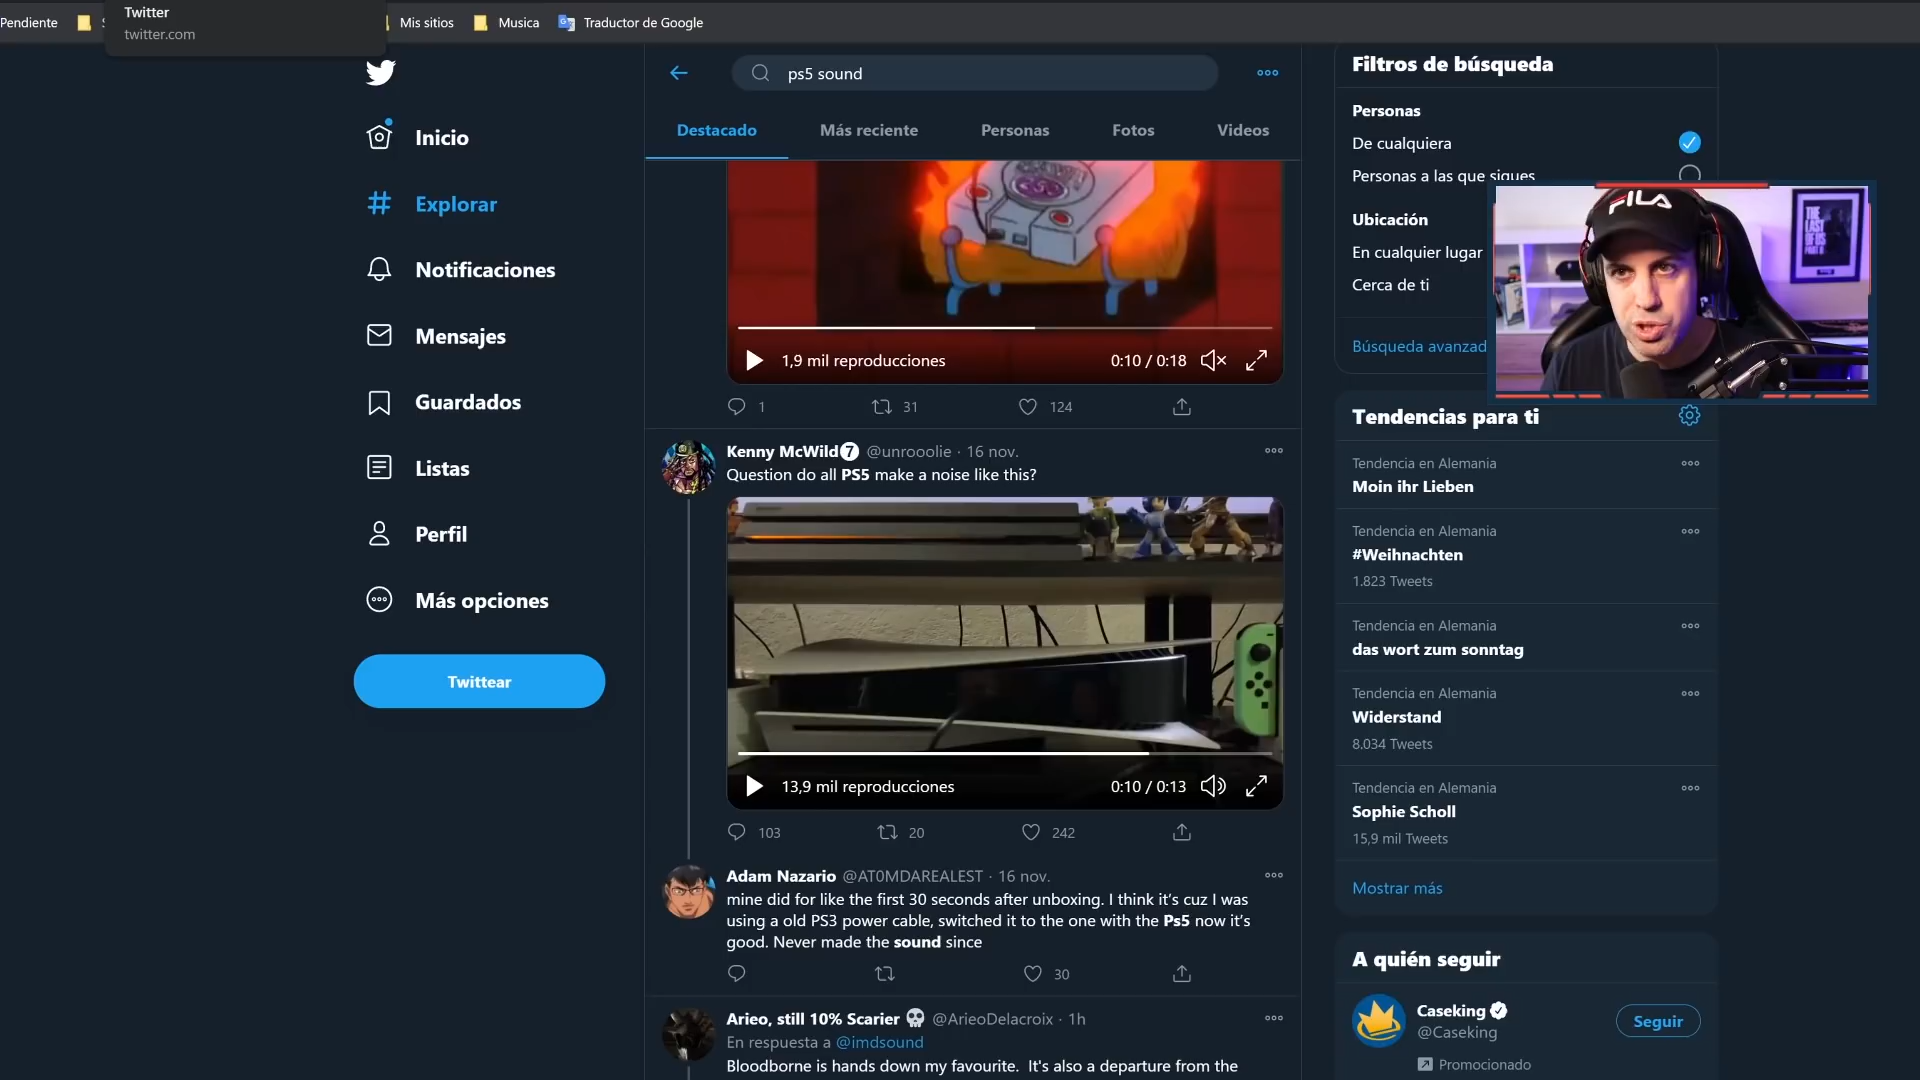 Twitter
twitter.com
Pendiente
Mis sitios
Musica
Traductor de Google
Inicio
Explorar
Notificaciones
Mensajes
Guardados
Listas
Perfil
Más opciones
Twittear
ps5 sound
Destacado
Más reciente
Personas
Fotos
Videos
1,9 mil reproducciones
0:10 / 0:18
1
31
124
Kenny McWild 7 @unrooolie · 16 nov.
Question do all PS5 make a noise like this?
13,9 mil reproducciones
0:10 / 0:13
103
20
242
Adam Nazario @AT0MDAREALEST · 16 nov.
mine did for like the first 30 seconds after unboxing. I think it's cuz I was
using a old PS3 power cable, switched it to the one with the Ps5 now it's
good. Never made the sound since
30
Arieo, still 10% Scarier @ArieoDelacroix · 1h
En respuesta a @imdsound
Bloodborne is hands down my favourite. It's also a departure from the
Filtros de búsqueda
Personas
De cualquiera
Personas a las que sigues
Ubicación
En cualquier lugar
Cerca de ti
Búsqueda avanzad
FILA
THE
LAST
OF US
PART II
Tendencias para ti
Tendencia en Alemania
Moin ihr Lieben
Tendencia en Alemania
#Weihnachten
1.823 Tweets
Tendencia en Alemania
das wort zum sonntag
Tendencia en Alemania
Widerstand
8.034 Tweets
Tendencia en Alemania
Sophie Scholl
15,9 mil Tweets
Mostrar más
A quién seguir
Caseking
@Caseking
Seguir
Promocionado